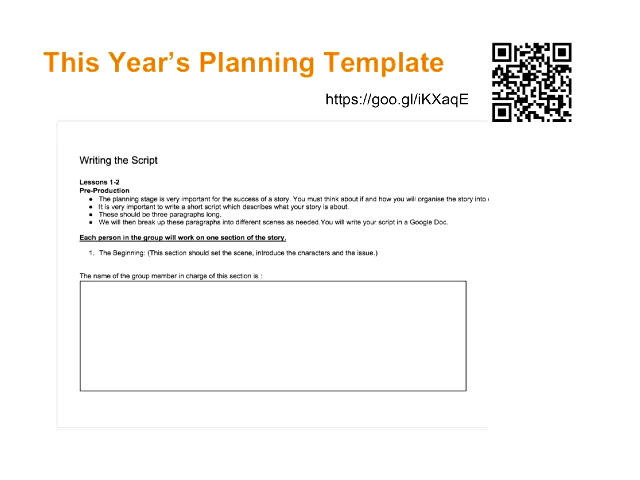 This Year’s Planning Template
https://goo.gl/iKXaqE
Writing the Script
Lessons 1-2
Pre-Production
● The planning stage is very important for the success of a story. You must think about if and how you will organise the story into
● It is very important to write a short script which describes what your story is about.
● These should be three paragraphs long.
● We will then break up these paragraphs into different scenes as needed.You will write your script in a Google Doc.
Each person in the group will work on one section of the story.
1. The Beginning: (This section should set the scene, introduce the characters and the issue.)
The name of the group member in charge of this section is :